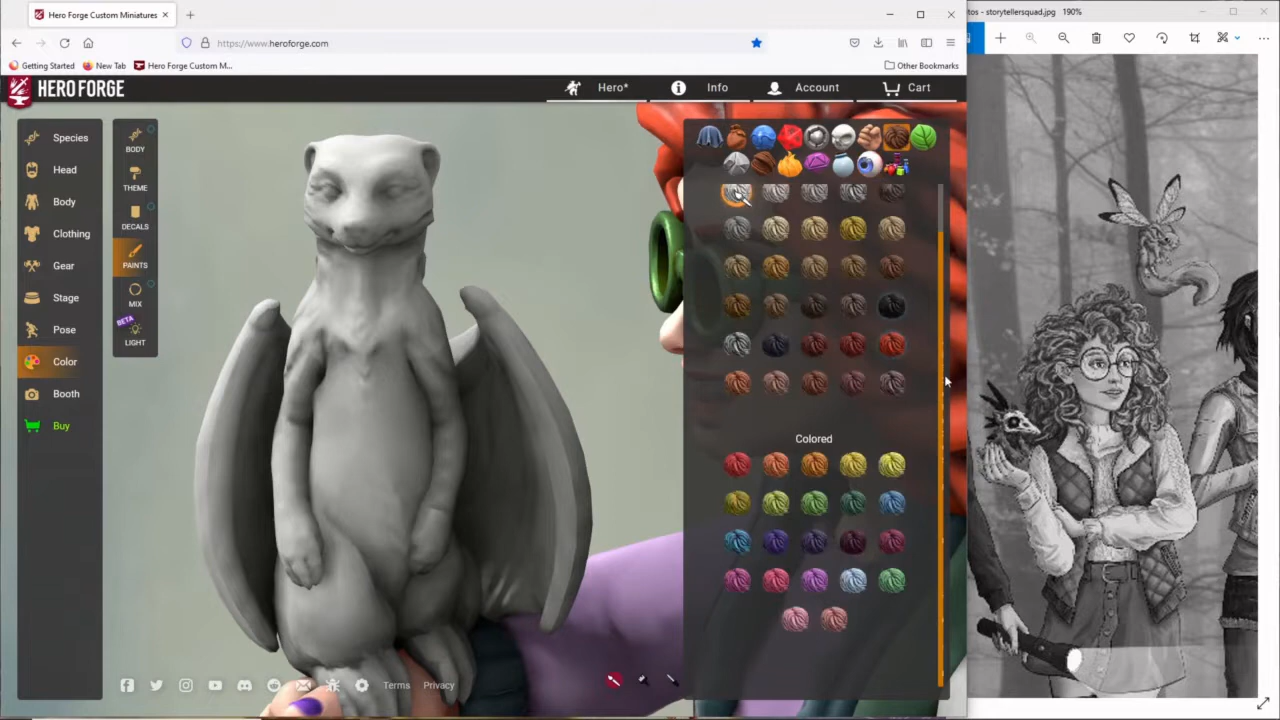 Hero Forge Custom Miniatures
tos - storytellersquad.jpg 190%
https://www.heroforge.com
Getting Started
New Tab
Hero Forge Custom M...
Other Bookmarks
HERO FORGE
Hero*
Info
Account
Cart
Species
Head
Body
Clothing
Gear
Stage
Pose
Color
Booth
Buy
BODY
THEME
DECALS
PAINTS
MIX
BETA
LIGHT
Colored
Terms
Privacy